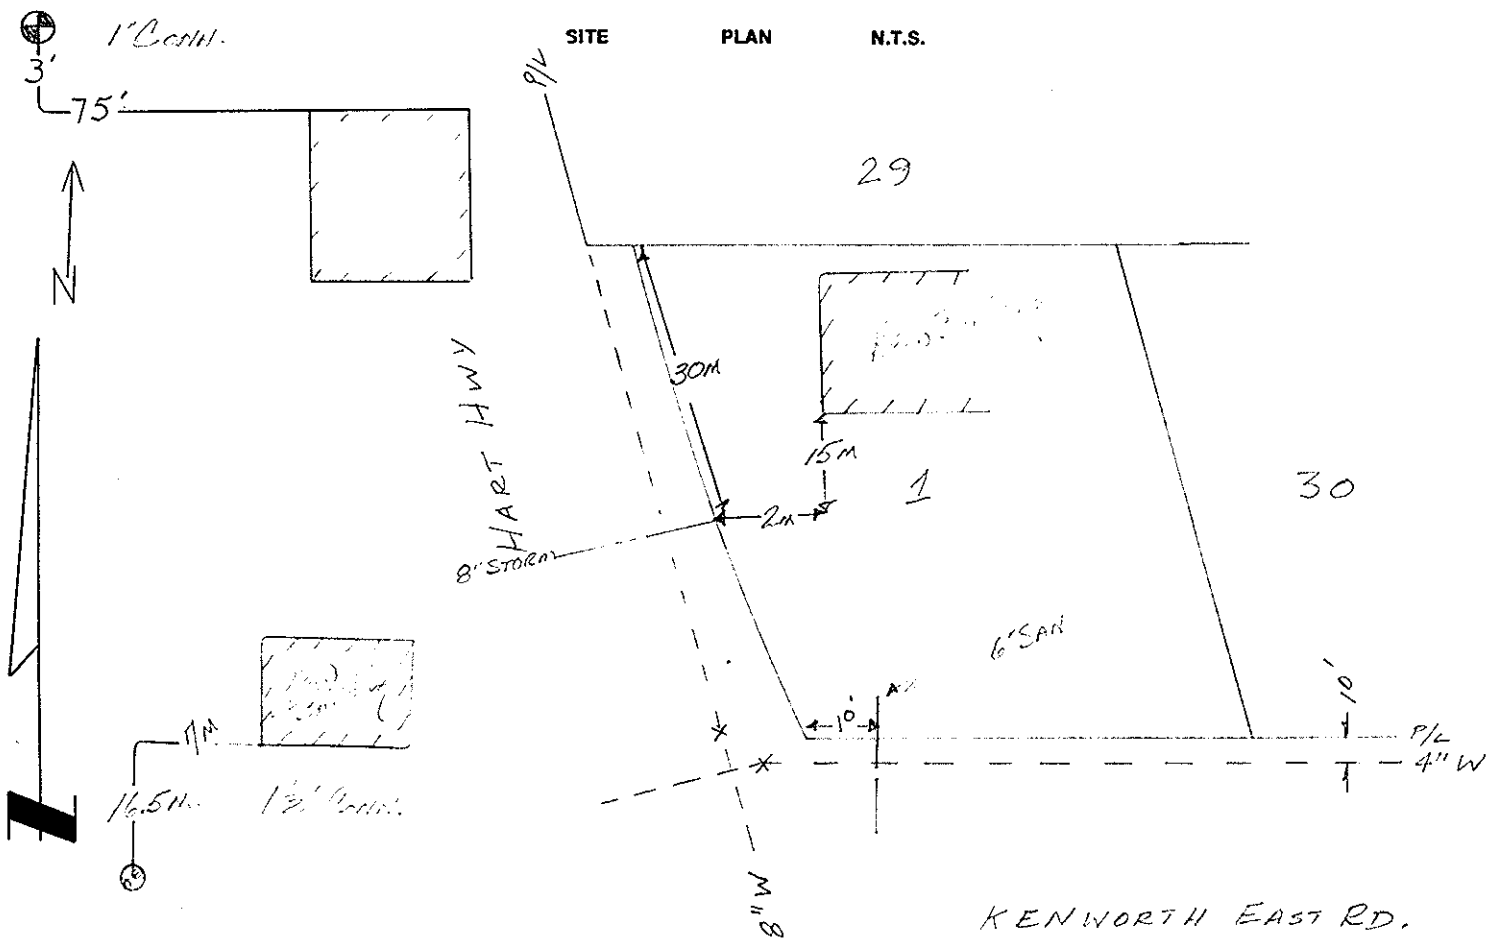 1" CONN.
SITE PLAN N.T.S.
3'
75'
P/L
29
N
30M
HART HWY
15M
1
30
2M
8" STORM
6" SAN
10'
10'
7M
P/L
4" W
16.5M
1½" CONN.
8" W
KENWORTH EAST RD.